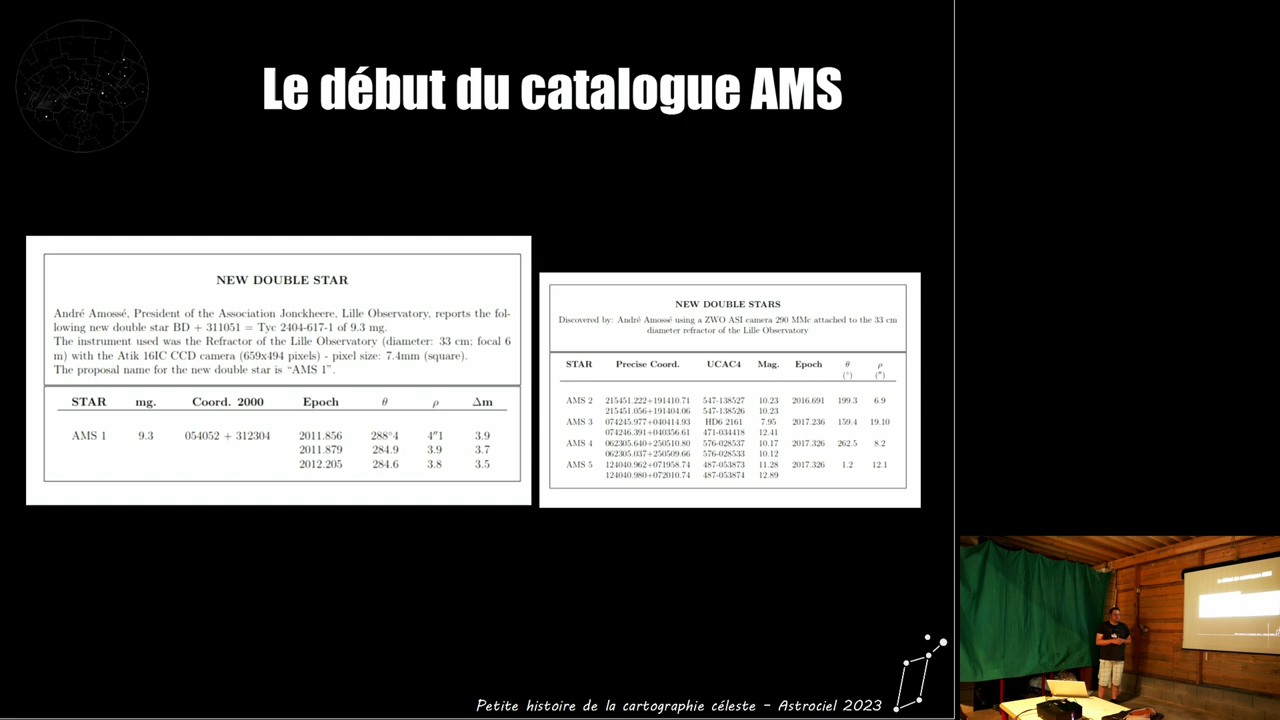 Le début du catalogue AMS
NEW DOUBLE STAR
André Amossé, President of the Association Jonckheere, Lille Observatory, reports the fol-
lowing new double star BD + 311051 = Tyc 2404-617-1 of 9.3 mg.
The instrument used was the Refractor of the Lille Observatory (diameter: 33 cm; focal 6
m) with the Atik 16IC CCD camera (659x494 pixels) - pixel size: 7.4mm (square).
The proposal name for the new double star is “AMS 1”.
STAR mg. Coord. 2000 Epoch θ ρ Δm
AMS 1 9.3 054052 + 312304 2011.856 288°4 4″1 3.9
2011.879 284.9 3.9 3.7
2012.205 284.6 3.8 3.5
NEW DOUBLE STARS
Discovered by: André Amossé using a ZWO ASI camera 290 MMc attached to the 33 cm
diameter refractor of the Lille Observatory
STAR Precise Coord. UCAC4 Mag. Epoch θ ρ
(°) (″)
AMS 2 215451.222+191410.71 547-138527 10.23 2016.691 199.3 6.9
215451.056+191404.06 547-138526 10.23
AMS 3 074245.977+040414.93 HD6 2161 7.95 2017.236 159.4 19.10
074246.391+040356.61 471-034418 12.41
AMS 4 062305.640+250510.80 576-028537 10.17 2017.326 262.5 8.2
062305.037+250509.66 576-028533 10.12
AMS 5 124040.962+071958.74 487-053873 11.28 2017.326 1.2 12.1
124040.980+072010.74 487-053874 12.89
Petite histoire de la cartographie céleste - Astrociel 2023
Le début du catalogue AMS